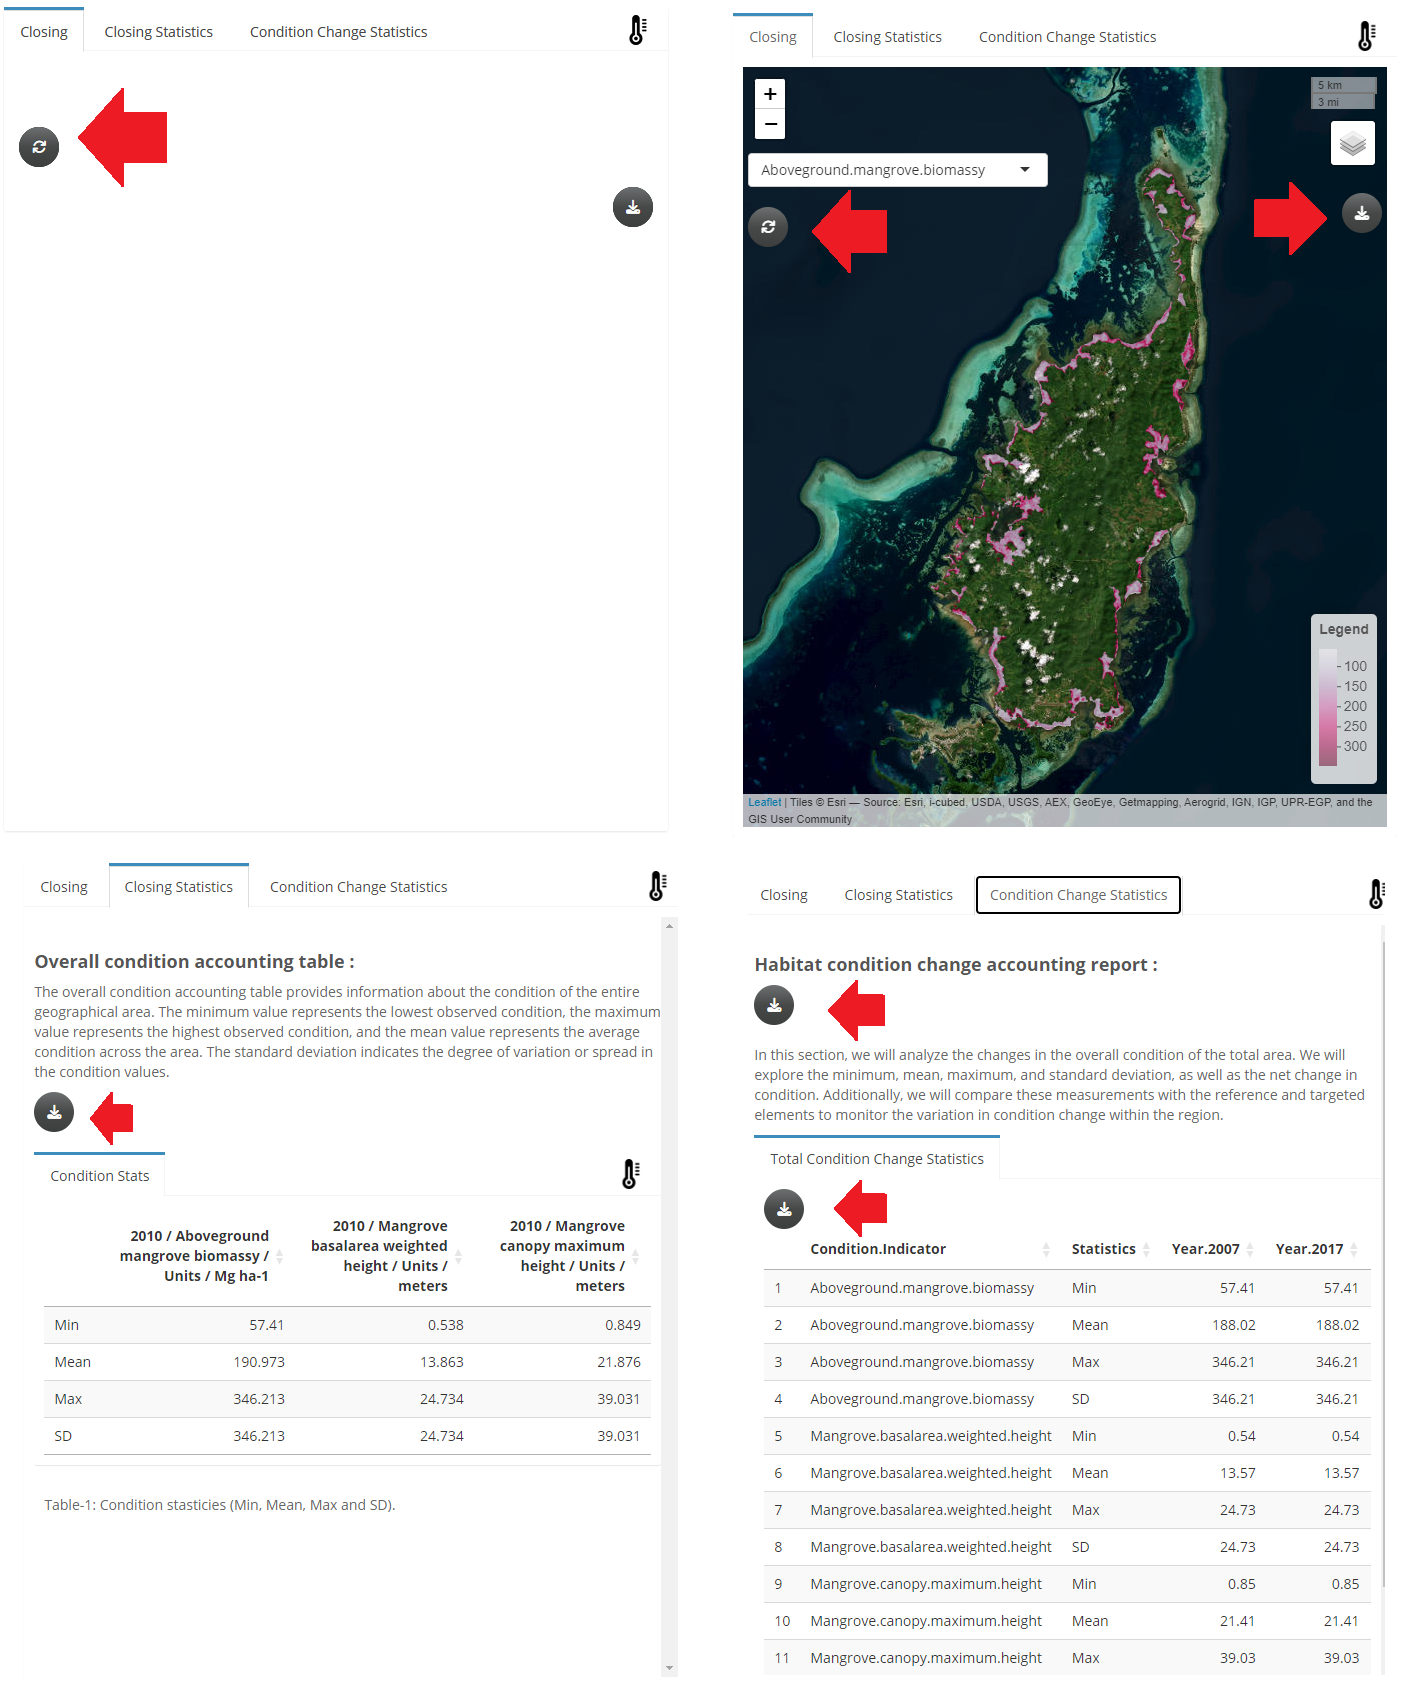 Closing Closing Statistics Condition Change Statistics
Closing Closing Statistics Condition Change Statistics
+
−
5 km
3 mi
Aboveground.mangrove.biomassy
Legend
100
150
200
250
300
Leaflet | Tiles © Esri — Source: Esri, i-cubed, USDA, USGS, AEX, GeoEye, Getmapping, Aerogrid, IGN, IGP, UPR-EGP, and the
GIS User Community
Closing Closing Statistics Condition Change Statistics
Overall condition accounting table :
The overall condition accounting table provides information about the condition of the entire
geographical area. The minimum value represents the lowest observed condition, the maximum
value represents the highest observed condition, and the mean value represents the average
condition across the area. The standard deviation indicates the degree of variation or spread in
the condition values.
Condition Stats
2010 / Aboveground
mangrove biomassy /
Units / Mg ha-1
2010 / Mangrove
basalarea weighted
height / Units /
meters
2010 / Mangrove
canopy maximum
height / Units /
meters
Min 57.41 0.538 0.849
Mean 190.973 13.863 21.876
Max 346.213 24.734 39.031
SD 346.213 24.734 39.031
Table-1: Condition stasticies (Min, Mean, Max and SD).
Closing Closing Statistics Condition Change Statistics
Habitat condition change accounting report :
In this section, we will analyze the changes in the overall condition of the total area. We will
explore the minimum, mean, maximum, and standard deviation, as well as the net change in
condition. Additionally, we will compare these measurements with the reference and targeted
elements to monitor the variation in condition change within the region.
Total Condition Change Statistics
Condition.Indicator Statistics Year.2007 Year.2017
1 Aboveground.mangrove.biomassy Min 57.41 57.41
2 Aboveground.mangrove.biomassy Mean 188.02 188.02
3 Aboveground.mangrove.biomassy Max 346.21 346.21
4 Aboveground.mangrove.biomassy SD 346.21 346.21
5 Mangrove.basalarea.weighted.height Min 0.54 0.54
6 Mangrove.basalarea.weighted.height Mean 13.57 13.57
7 Mangrove.basalarea.weighted.height Max 24.73 24.73
8 Mangrove.basalarea.weighted.height SD 24.73 24.73
9 Mangrove.canopy.maximum.height Min 0.85 0.85
10 Mangrove.canopy.maximum.height Mean 21.41 21.41
11 Mangrove.canopy.maximum.height Max 39.03 39.03